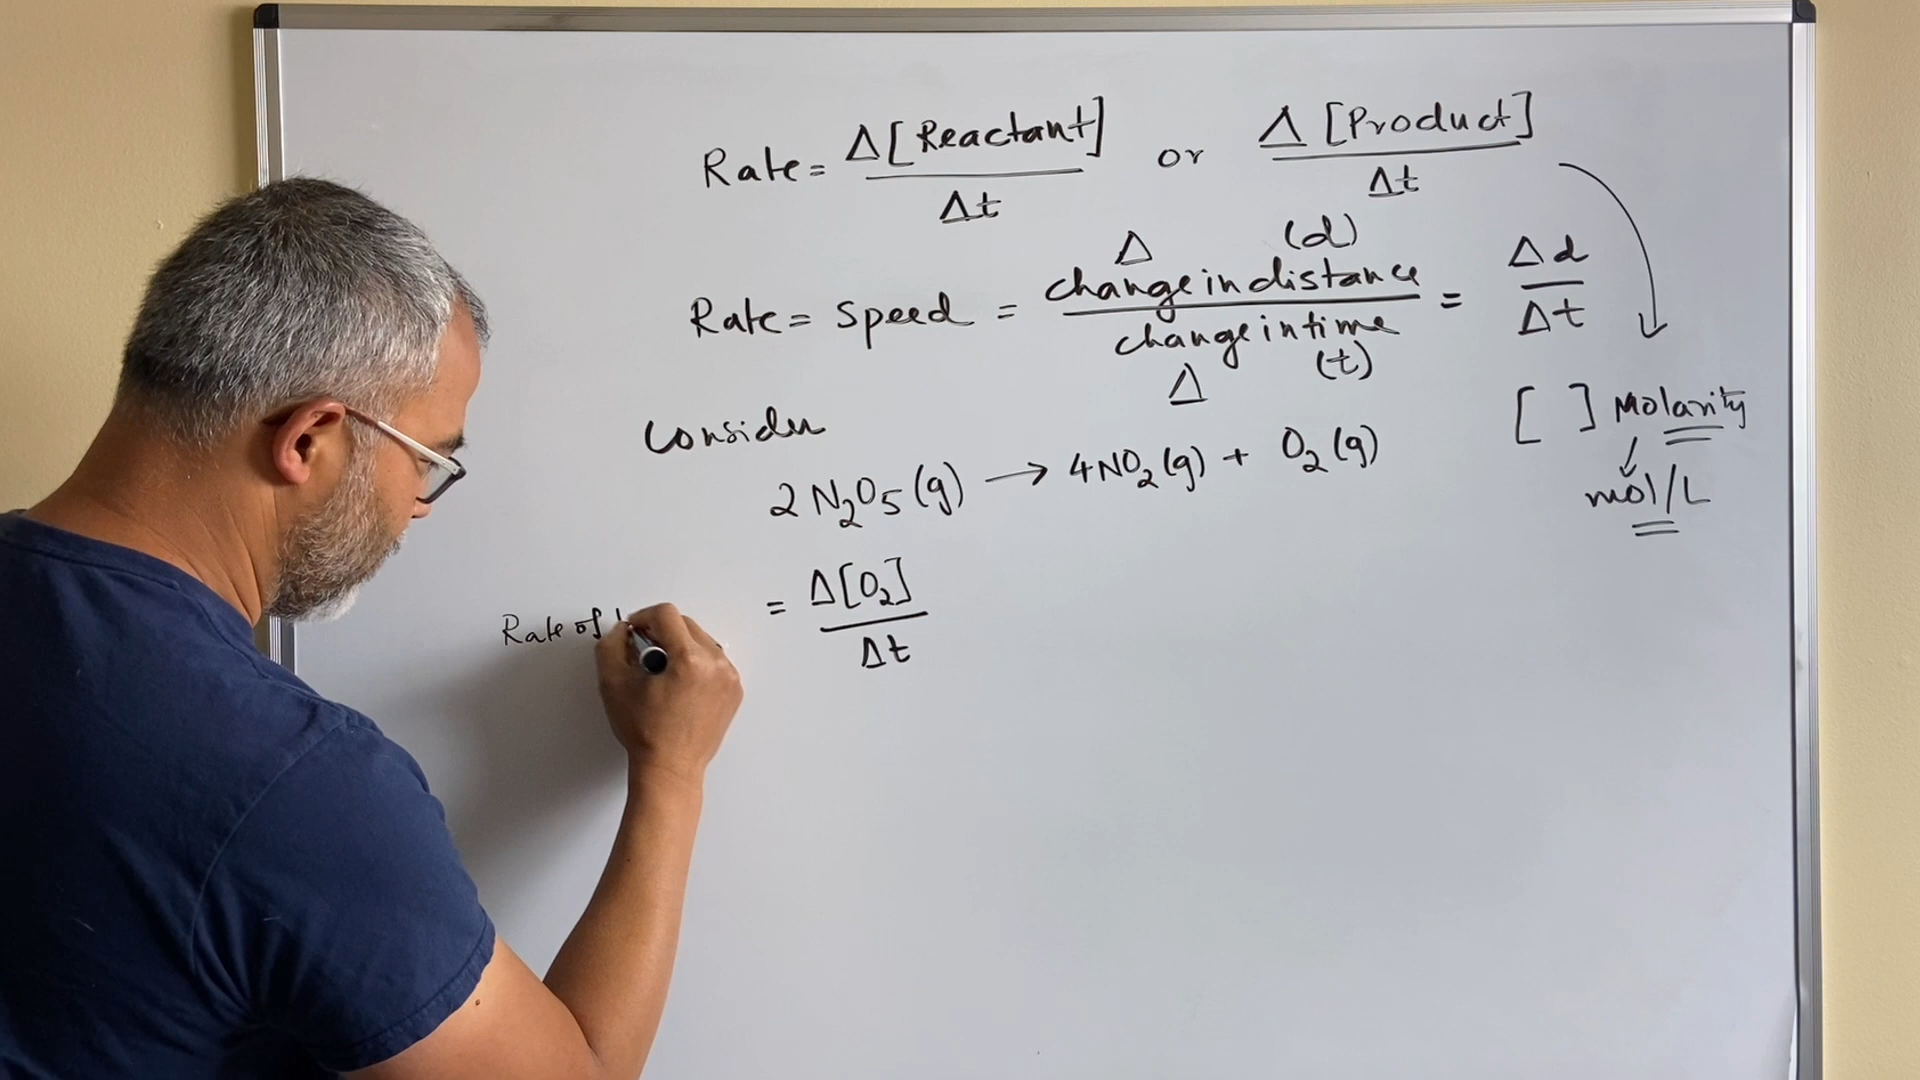 Rate = Δ[Reactant] / Δt or Δ[Product] / Δt
Δ (d)
Rate = Speed = change in distance / change in time = Δd / Δt
Δ (t)
[ ] Molarity
mol/L
Consider
2 N₂O₅ (g) → 4NO₂ (g) + O₂ (g)
Rate of = Δ[O₂] / Δt